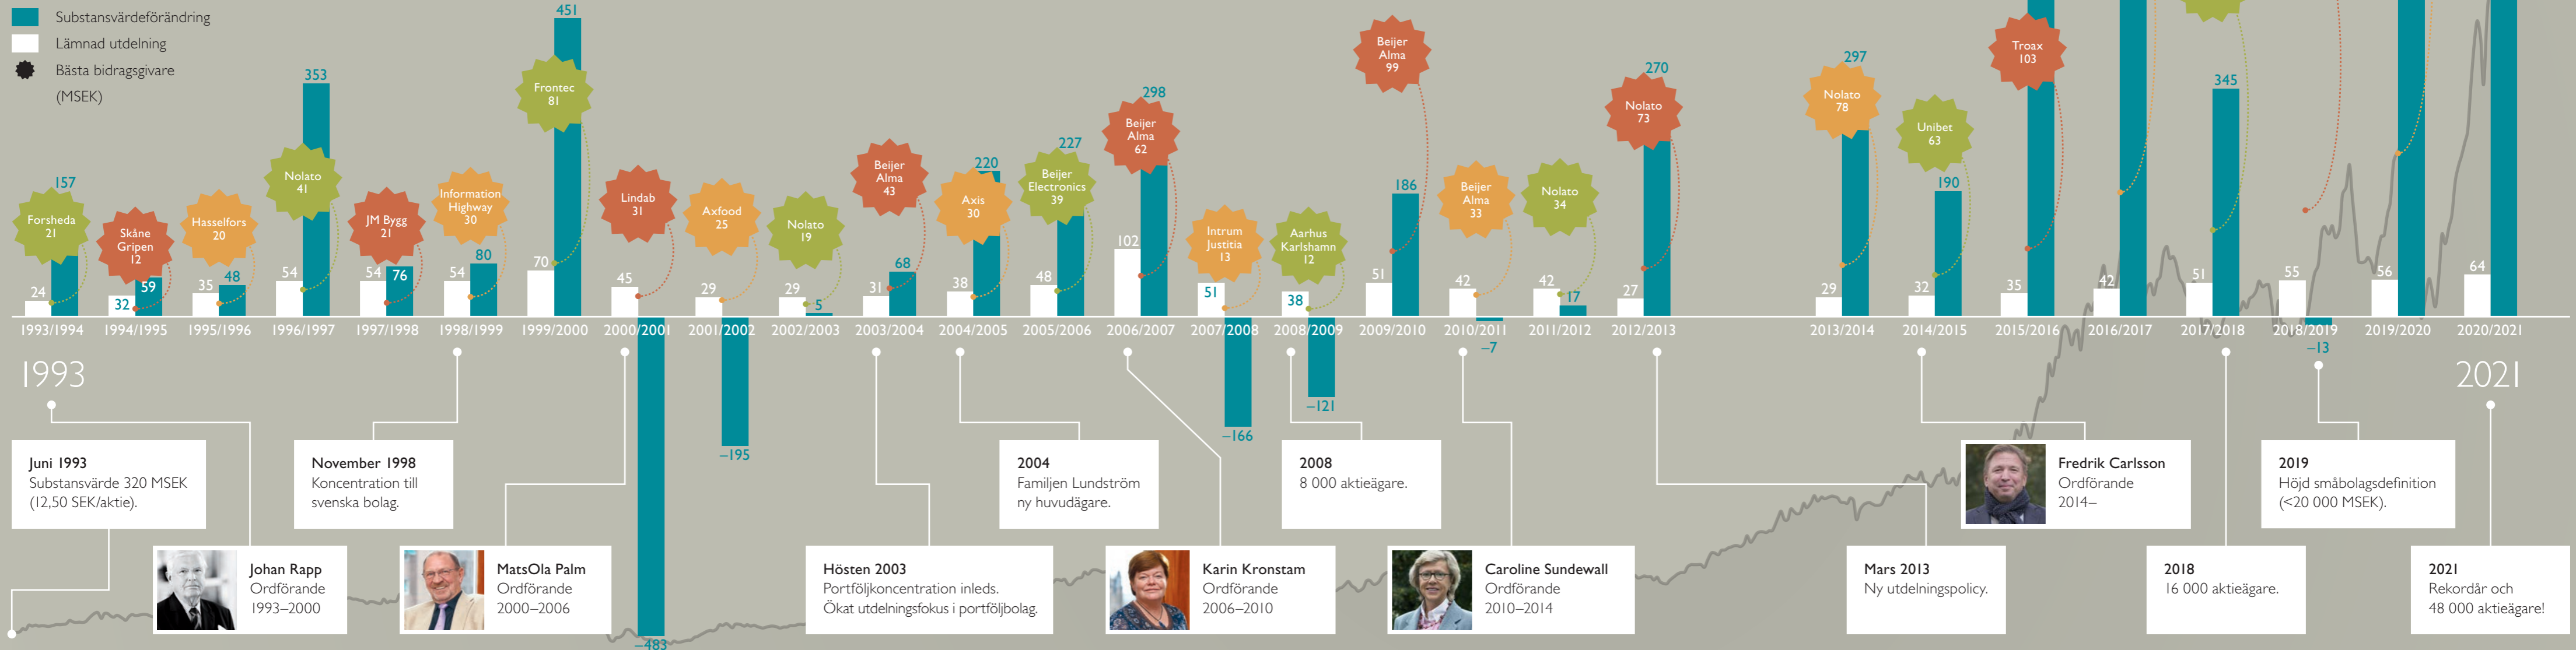 Substansvärdeförändring
Lämnad utdelning
Bästa bidragsgivare
(MSEK)
157
Forsheda
21
24
Skåne
Gripen
12
32
59
Hasselfors
20
35
48
353
Nolato
41
54
JM Bygg
21
54
76
Information
Highway
30
54
80
451
Frontec
81
70
Lindab
31
45
Axfood
25
29
Nolato
19
29
5
Beijer
Alma
43
31
68
220
Axis
30
38
227
Beijer
Electronics
39
48
298
Beijer
Alma
62
102
Intrum
Justitia
13
51
Aarhus
Karlshamn
12
38
Beijer
Alma
99
51
186
Beijer
Alma
33
42
Nolato
34
42
17
270
Nolato
73
27
297
Nolato
78
29
Unibet
63
32
190
Troax
103
35
42
345
51
55
56
64
1993/1994
1994/1995
1995/1996
1996/1997
1997/1998
1998/1999
1999/2000
2000/2001
2001/2002
2002/2003
2003/2004
2004/2005
2005/2006
2006/2007
2007/2008
2008/2009
2009/2010
2010/2011
2011/2012
2012/2013
2013/2014
2014/2015
2015/2016
2016/2017
2017/2018
2018/2019
2019/2020
2020/2021
–483
–195
–166
–121
–7
–13
1993
2021
Juni 1993
Substansvärde 320 MSEK
(12,50 SEK/aktie).
Johan Rapp
Ordförande
1993–2000
November 1998
Koncentration till
svenska bolag.
MatsOla Palm
Ordförande
2000–2006
Hösten 2003
Portföljkoncentration inleds.
Ökat utdelningsfokus i portföljbolag.
2004
Familjen Lundström
ny huvudägare.
Karin Kronstam
Ordförande
2006–2010
2008
8 000 aktieägare.
Caroline Sundewall
Ordförande
2010–2014
Mars 2013
Ny utdelningspolicy.
Fredrik Carlsson
Ordförande
2014–
2018
16 000 aktieägare.
2019
Höjd småbolagsdefinition
(<20 000 MSEK).
2021
Rekordår och
48 000 aktieägare!